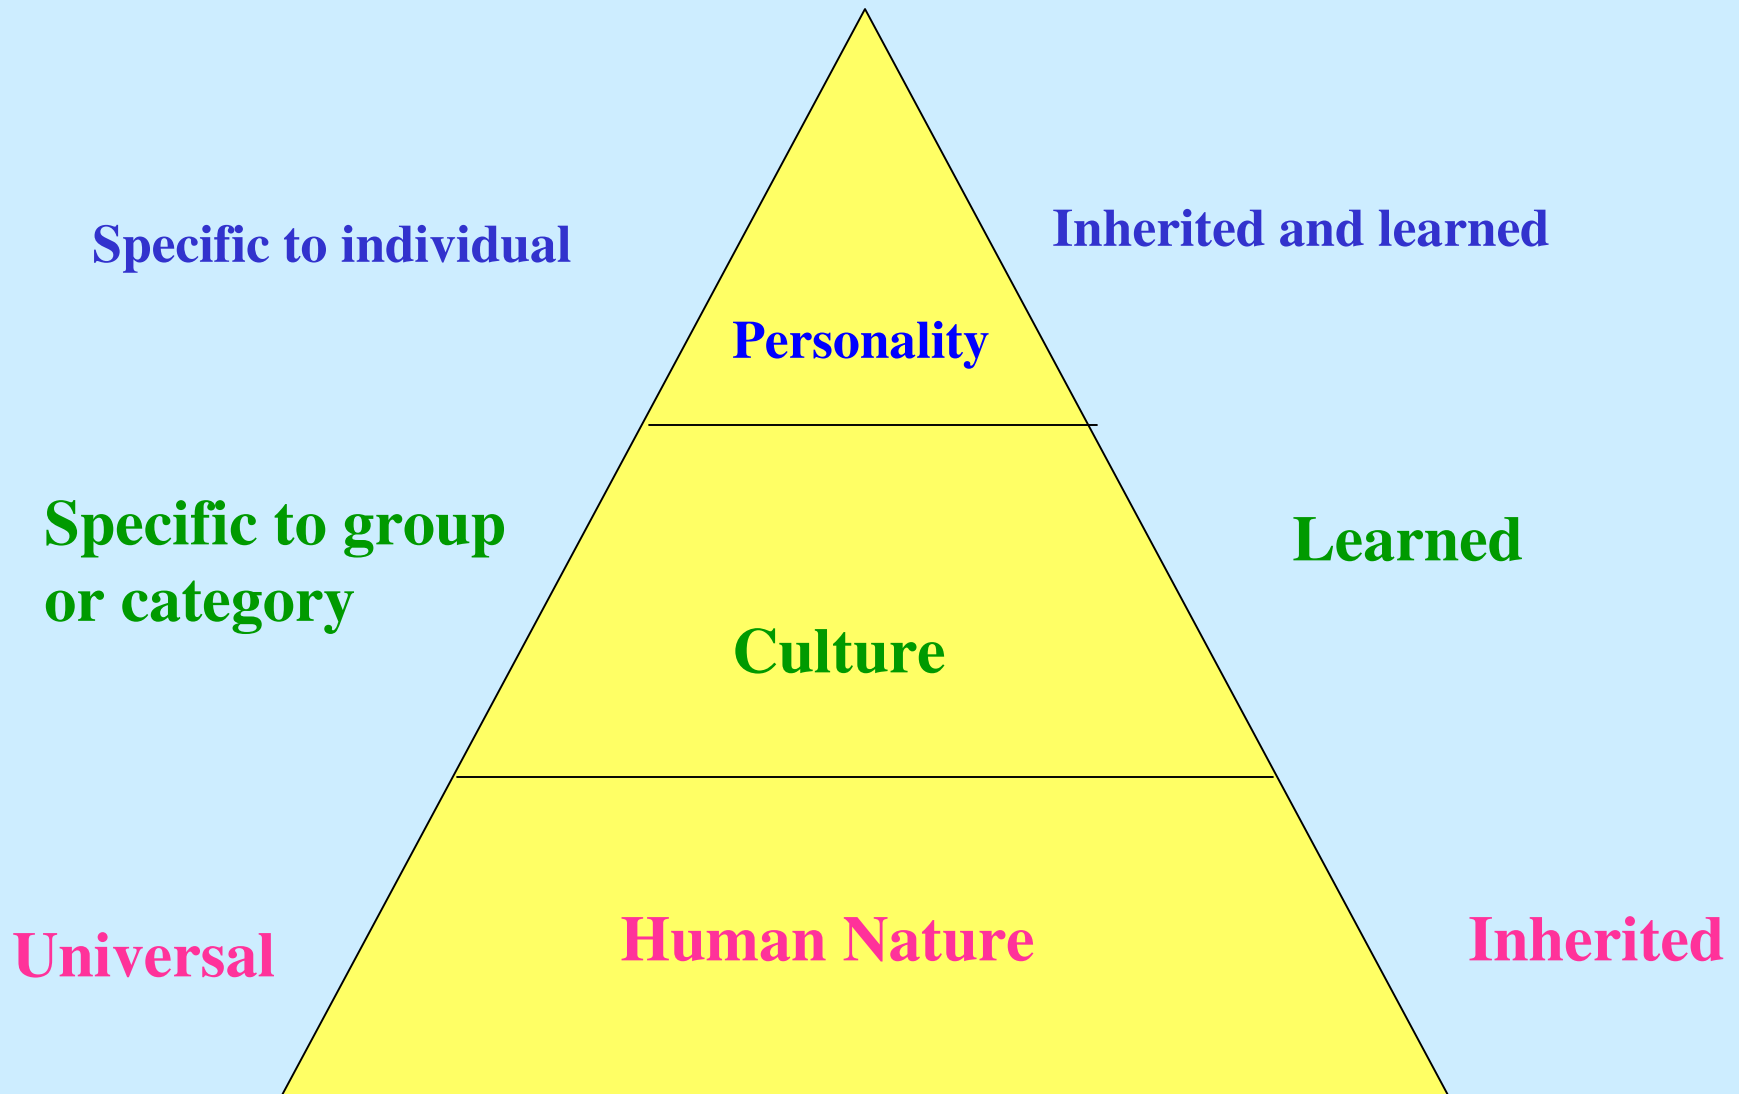 Specific to individual
Inherited and learned
Personality
Specific to group
or category
Learned
Culture
Universal
Human Nature
Inherited